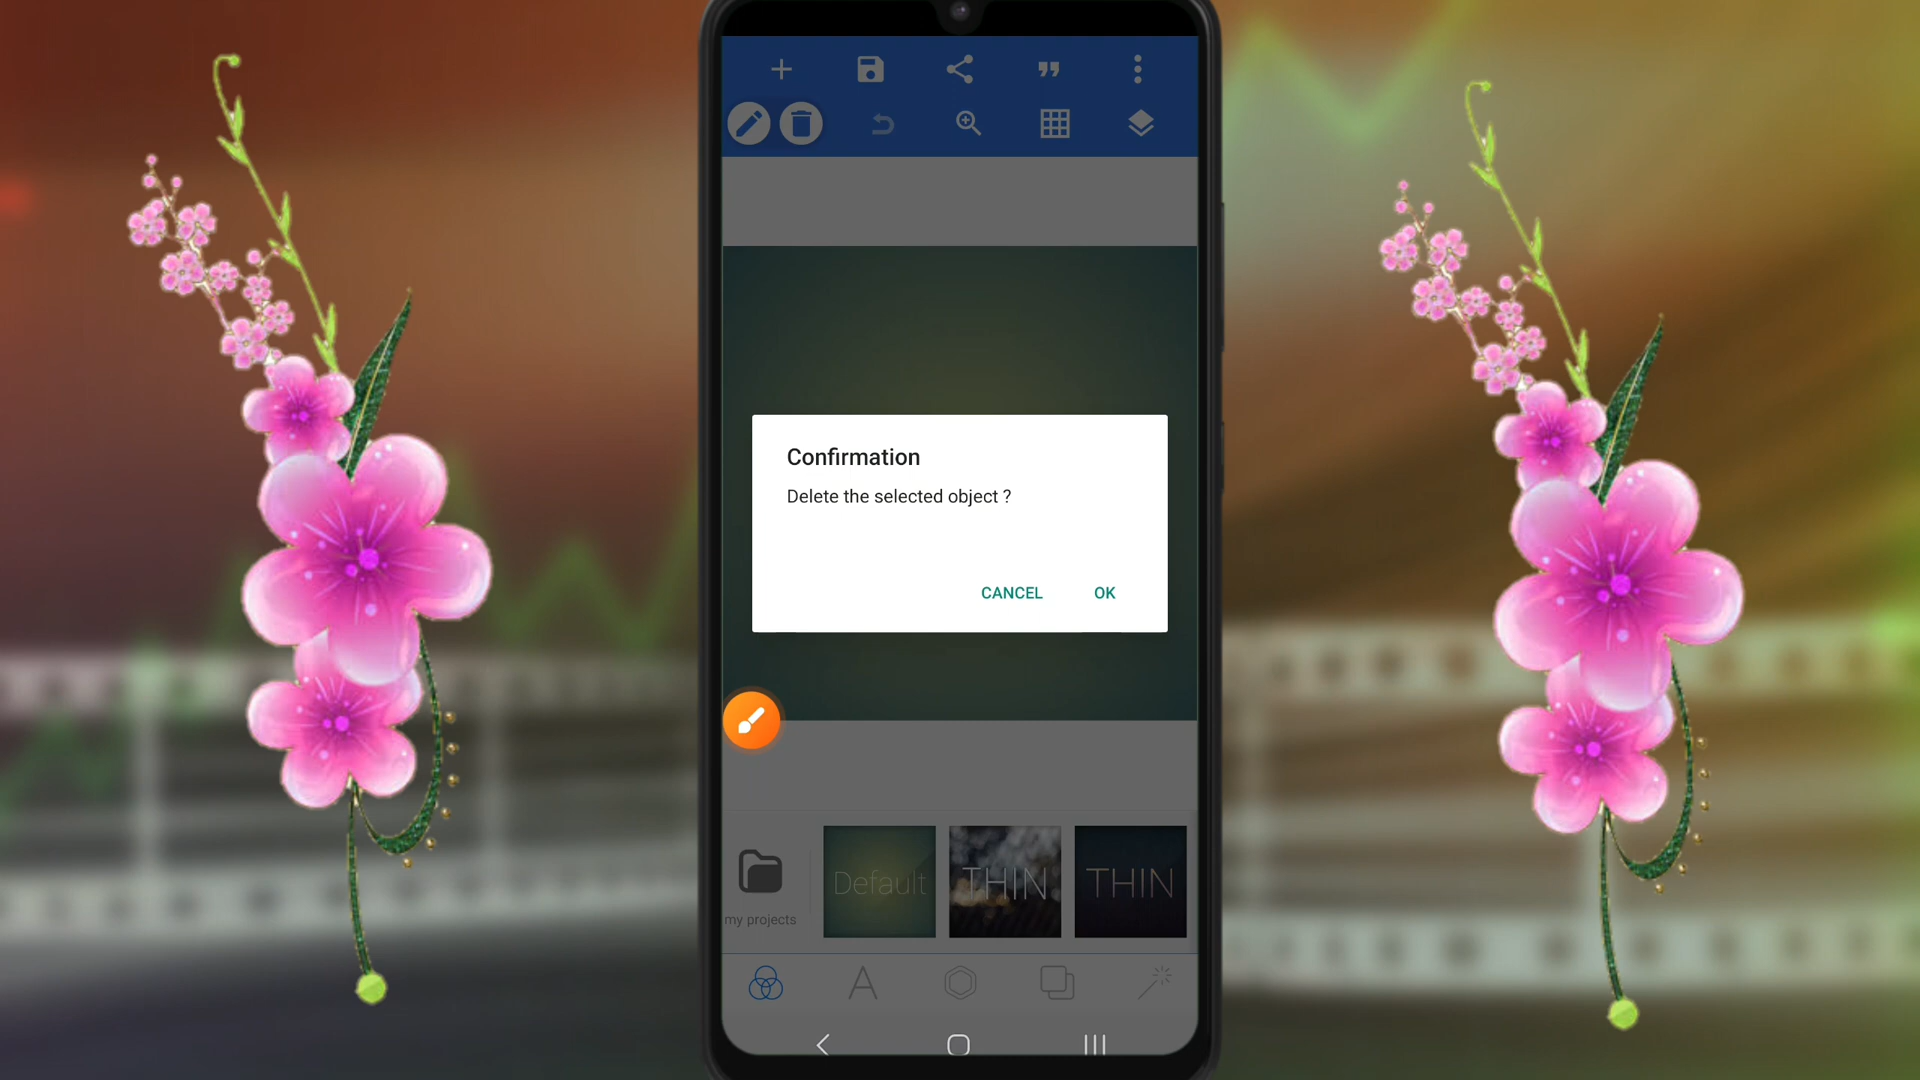 Confirmation
Delete the selected object ?
CANCEL OK
my projects
Default
THIN
THIN